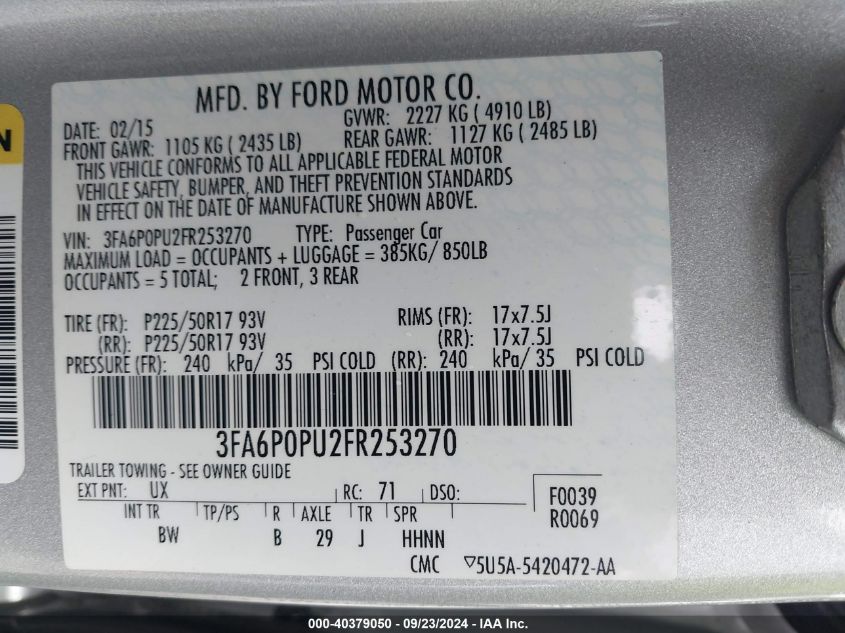 N
MFD. BY FORD MOTOR CO.
DATE: 02/15 GVWR: 2227 KG ( 4910 LB)
FRONT GAWR: 1105 KG ( 2435 LB) REAR GAWR: 1127 KG ( 2485 LB)
THIS VEHICLE CONFORMS TO ALL APPLICABLE FEDERAL MOTOR
VEHICLE SAFETY, BUMPER, AND THEFT PREVENTION STANDARDS
IN EFFECT ON THE DATE OF MANUFACTURE SHOWN ABOVE.
VIN: 3FA6P0PU2FR253270 TYPE: Passenger Car
MAXIMUM LOAD = OCCUPANTS + LUGGAGE = 385KG/ 850LB
OCCUPANTS = 5 TOTAL; 2 FRONT, 3 REAR
TIRE (FR): P225/50R17 93V RIMS (FR): 17x7.5J
(RR): P225/50R17 93V (RR): 17x7.5J
PRESSURE (FR): 240 kPa/ 35 PSI COLD (RR): 240 kPa/ 35 PSI COLD
3FA6P0PU2FR253270
TRAILER TOWING - SEE OWNER GUIDE
EXT PNT: UX RC: 71 DSO: F0039
INT TR TP/PS R AXLE TR SPR R0069
BW B 29 J HHNN
CMC ▽5U5A-5420472-AA
000-40379050 - 09/23/2024 - IAA Inc.